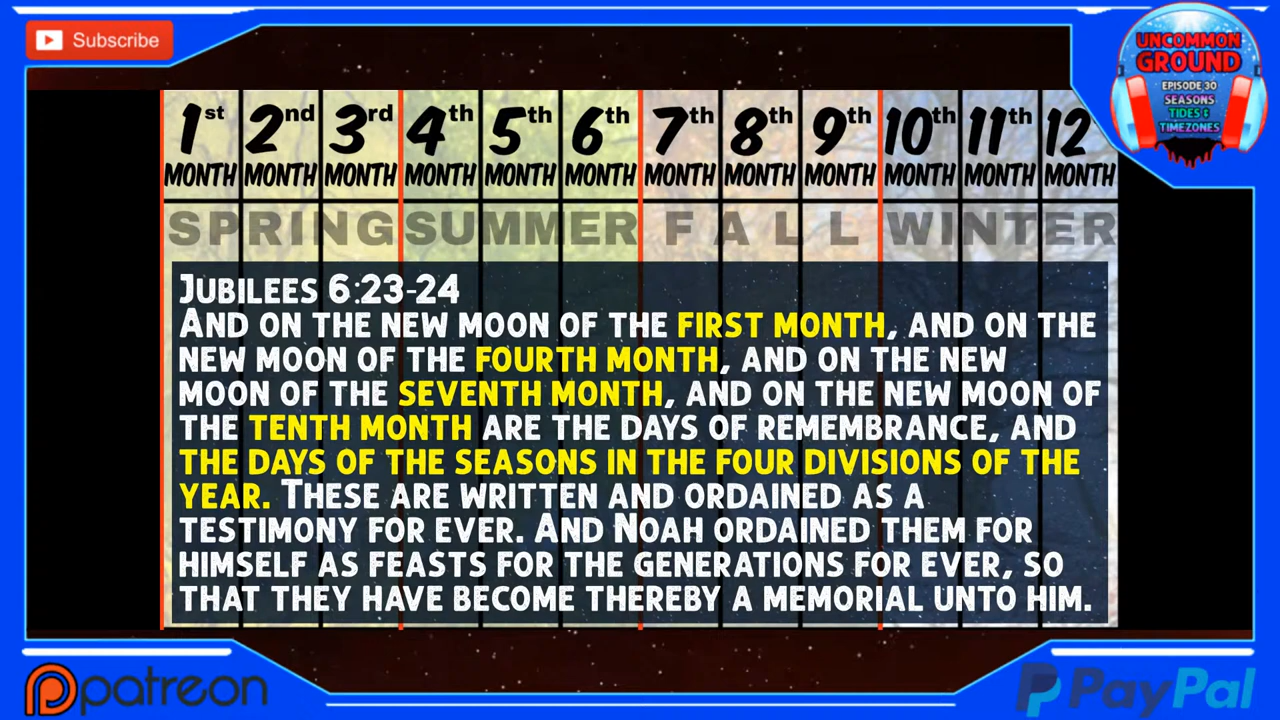 Subscribe
UNCOMMON
GROUND
EPISODE 30
SEASONS
TIDES &
TIMEZONES
1st 2nd 3rd 4th 5th 6th 7th 8th 9th 10th 11th 12
MONTH MONTH MONTH MONTH MONTH MONTH MONTH MONTH MONTH MONTH MONTH MONTH
SPRING SUMMER FALL WINTER
JUBILEES 6:23-24
AND ON THE NEW MOON OF THE FIRST MONTH, AND ON THE
NEW MOON OF THE FOURTH MONTH, AND ON THE NEW
MOON OF THE SEVENTH MONTH, AND ON THE NEW MOON OF
THE TENTH MONTH ARE THE DAYS OF REMEMBRANCE, AND
THE DAYS OF THE SEASONS IN THE FOUR DIVISIONS OF THE
YEAR. THESE ARE WRITTEN AND ORDAINED AS A
TESTIMONY FOR EVER. AND NOAH ORDAINED THEM FOR
HIMSELF AS FEASTS FOR THE GENERATIONS FOR EVER, SO
THAT THEY HAVE BECOME THEREBY A MEMORIAL UNTO HIM.
patreon
PayPal